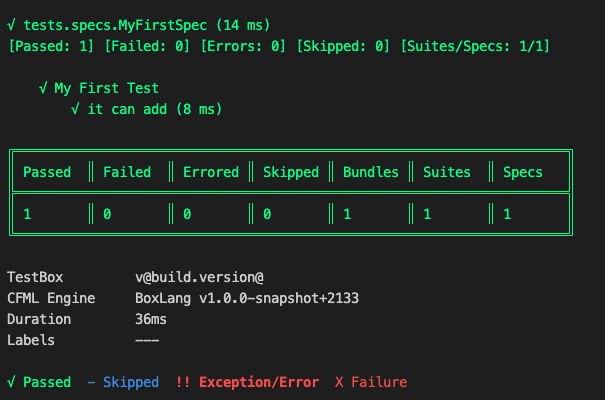 √ tests.specs.MyFirstSpec (14 ms)
[Passed: 1] [Failed: 0] [Errors: 0] [Skipped: 0] [Suites/Specs: 1/1]
√ My First Test
√ it can add (8 ms)
Passed Failed Errored Skipped Bundles Suites Specs
1 0 0 0 1 1 1
TestBox v@build.version@
CFML Engine BoxLang v1.0.0-snapshot+2133
Duration 36ms
Labels ---
√ Passed - Skipped !! Exception/Error X Failure